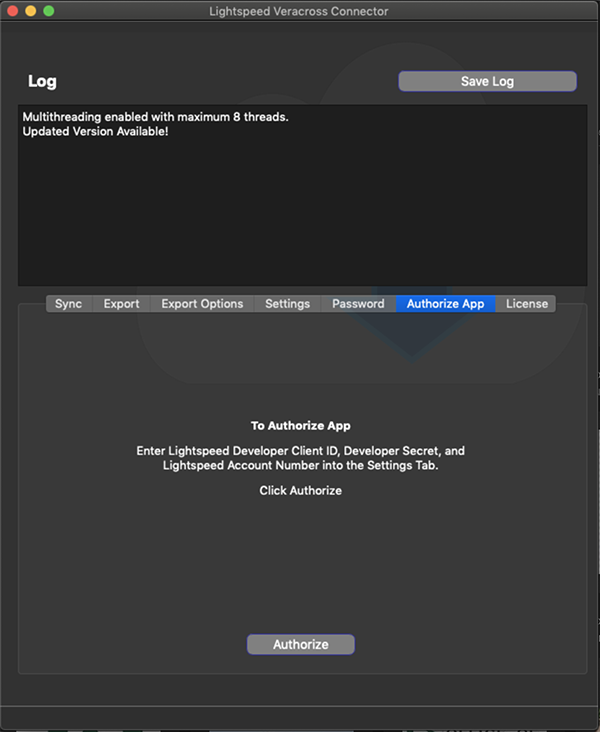 Lightspeed Veracross Connector
Log
Save Log
Multithreading enabled with maximum 8 threads.
Updated Version Available!
Sync
Export
Export Options
Settings
Password
Authorize App
License
To Authorize App
Enter Lightspeed Developer Client ID, Developer Secret, and
Lightspeed Account Number into the Settings Tab.
Click Authorize
Authorize